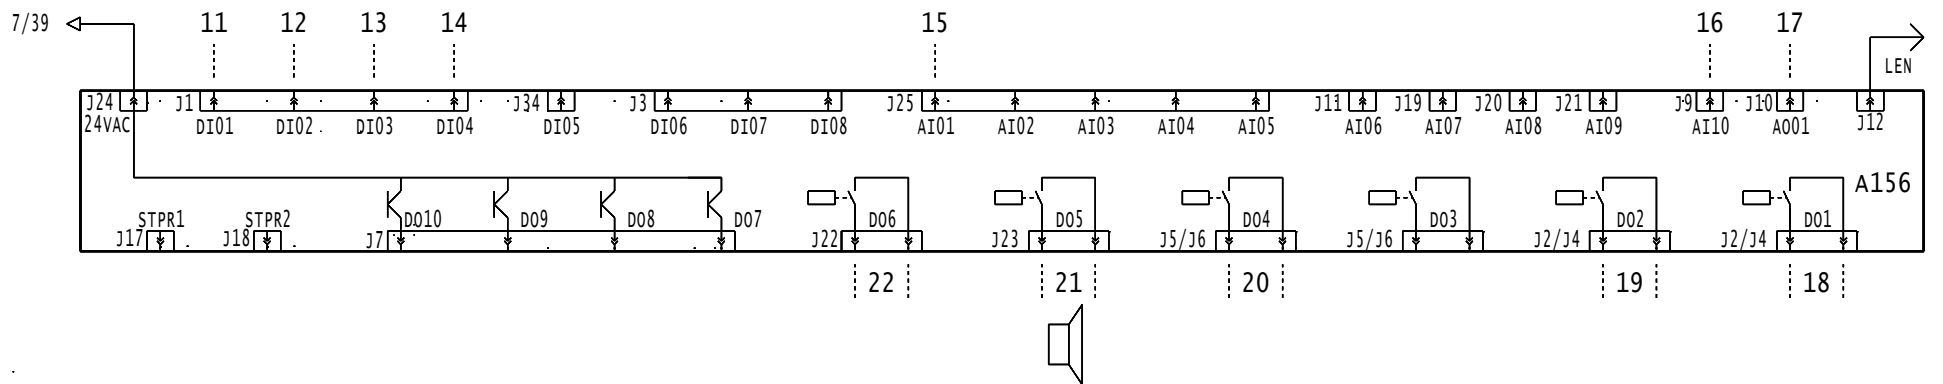 7/39 11 12 13 14 15 16 17
LEN
J24 J1 J34 J3 J25 J11 J19 J20 J21 J9 J10 J12
24VAC DI01 DI02 DI03 DI04 DI05 DI06 DI07 DI08 AI01 AI02 AI03 AI04 AI05 AI06 AI07 AI08 AI09 AI10 AO01
A156
STPR1 STPR2 DO10 DO9 DO8 DO7 DO6 DO5 DO4 DO3 DO2 DO1
J17 J18 J7 J22 J23 J5/J6 J5/J6 J2/J4 J2/J4
22 21 20 19 18